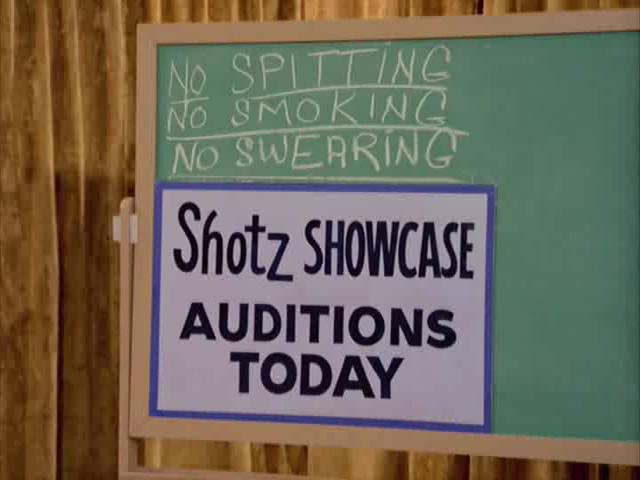 NO SPITTING
NO SMOKING
NO SWEARING
Shotz SHOWCASE
AUDITIONS
TODAY